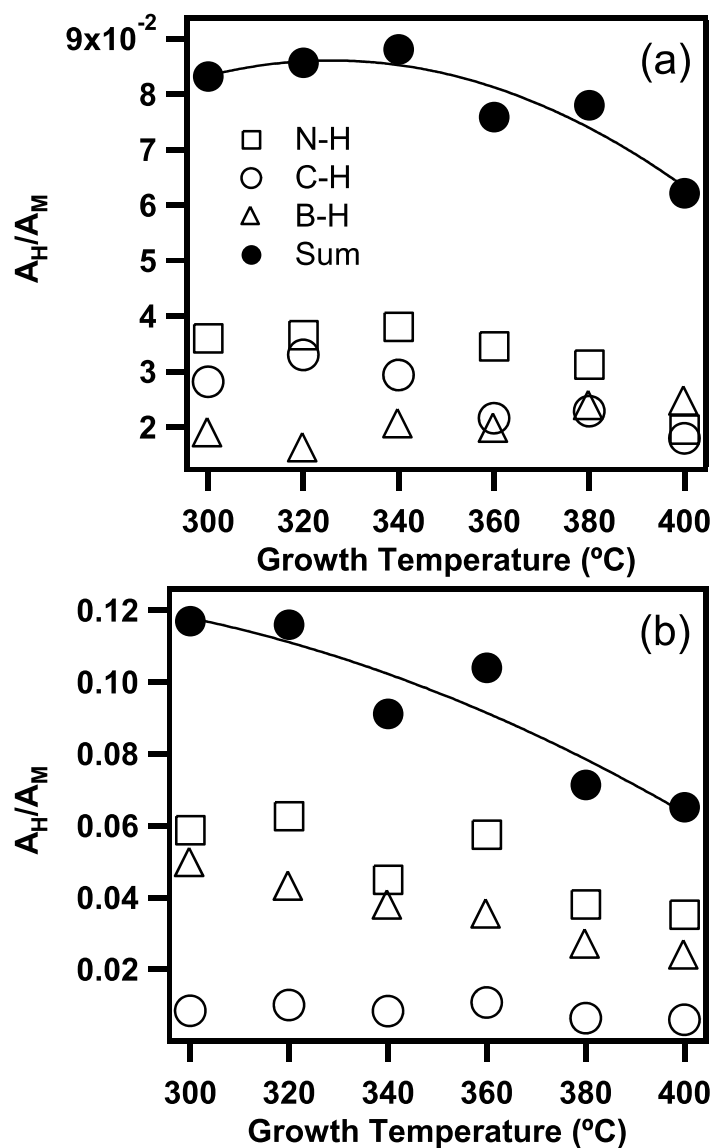 9x10⁻²
(a)
8
N-H
7
C-H
6
B-H
5
Sum
4
3
2
A_H/A_M
300 320 340 360 380 400
Growth Temperature (ºC)
0.12
(b)
0.10
0.08
0.06
0.04
0.02
A_H/A_M
300 320 340 360 380 400
Growth Temperature (ºC)